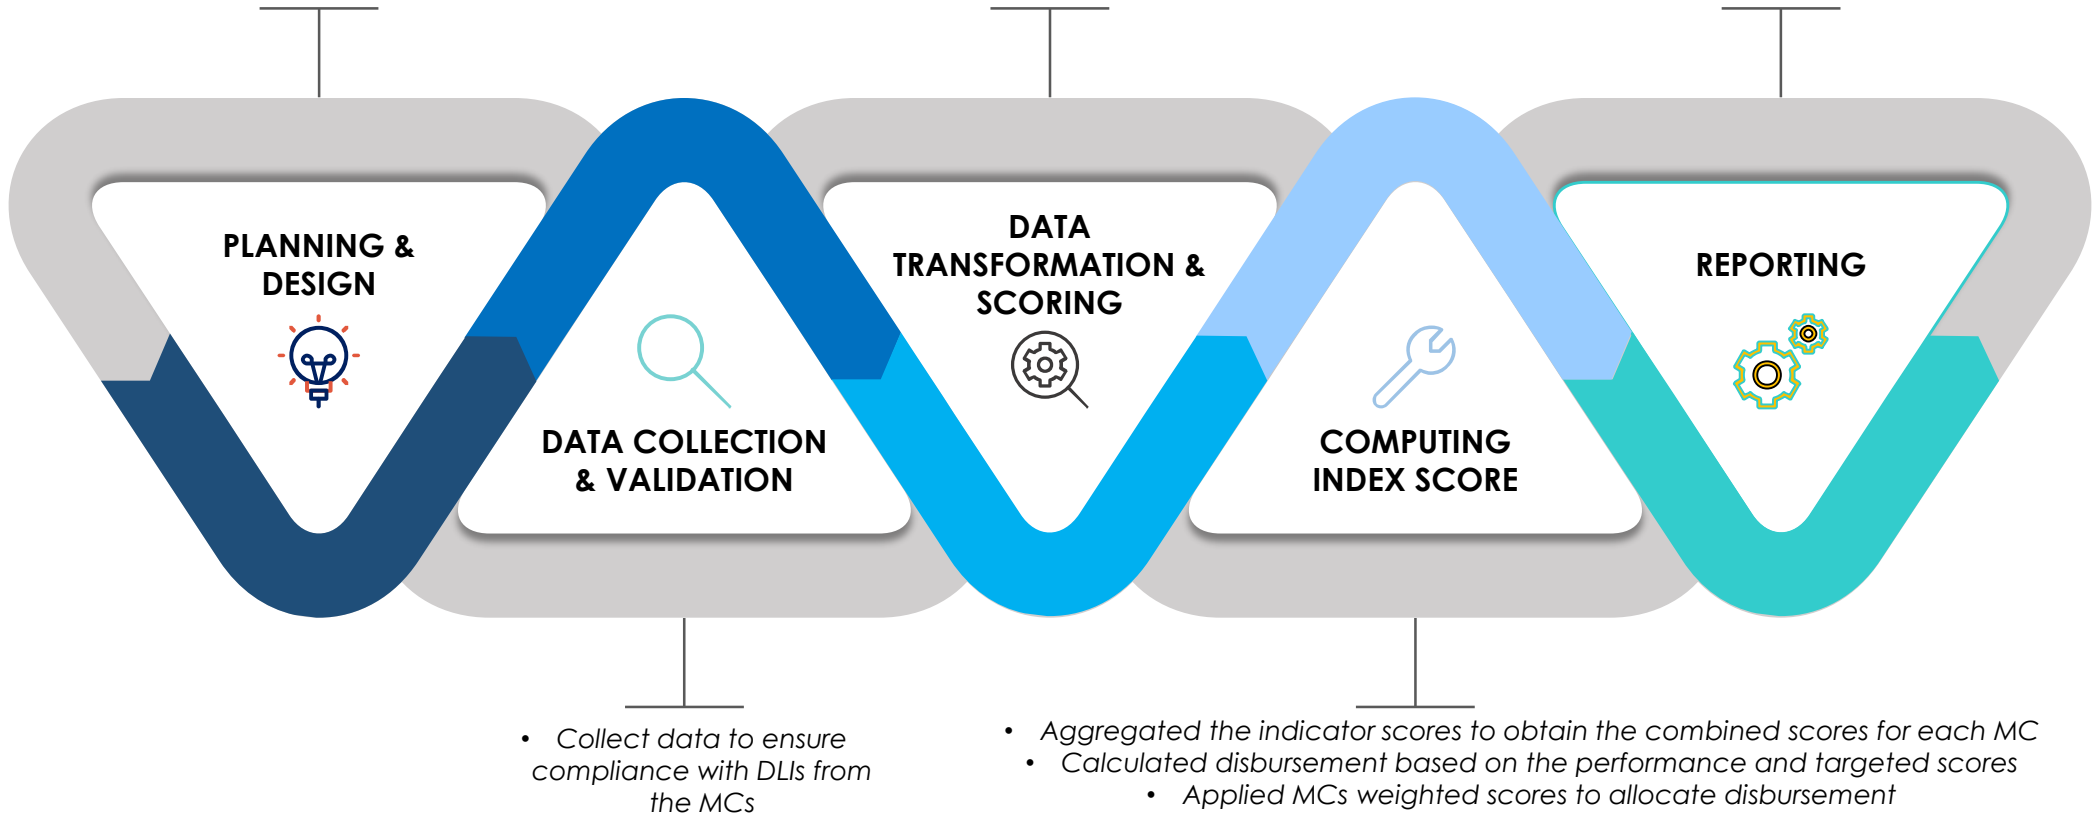 PLANNING &
DESIGN
DATA COLLECTION
& VALIDATION
DATA
TRANSFORMATION &
SCORING
COMPUTING
INDEX SCORE
REPORTING
• Collect data to ensure
compliance with DLIs from
the MCs
• Aggregated the indicator scores to obtain the combined scores for each MC
• Calculated disbursement based on the performance and targeted scores
• Applied MCs weighted scores to allocate disbursement